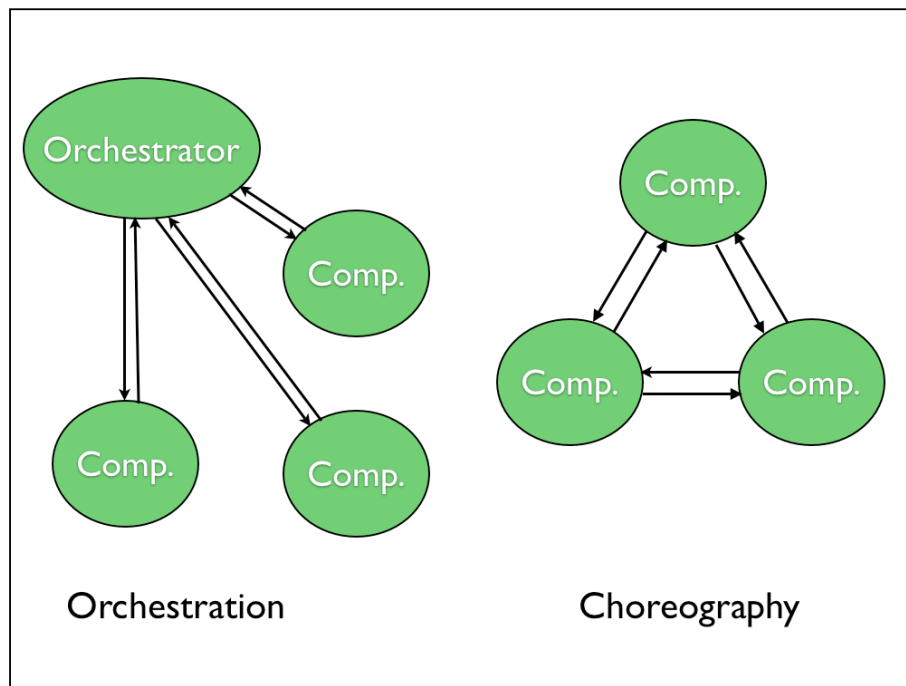 Orchestrator
Comp.
Comp.
Comp.
Orchestration
Comp.
Comp.
Comp.
Choreography